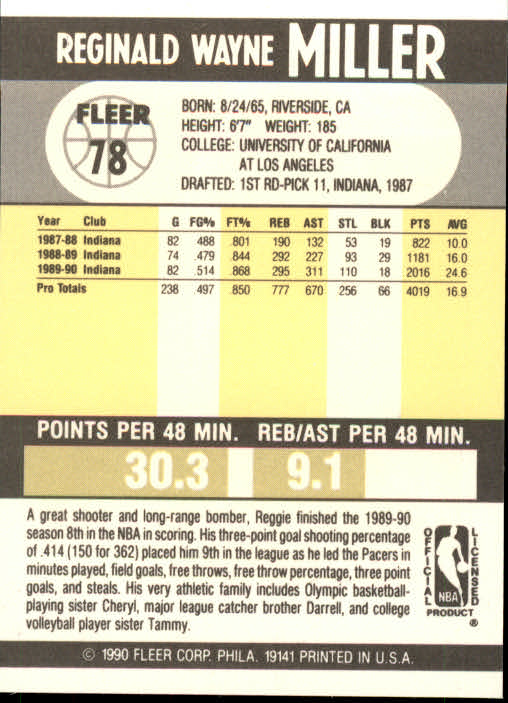 REGINALD WAYNE MILLER
FLEER
78
BORN: 8/24/65, RIVERSIDE, CA
HEIGHT: 6'7" WEIGHT: 185
COLLEGE: UNIVERSITY OF CALIFORNIA
AT LOS ANGELES
DRAFTED: 1ST RD-PICK 11, INDIANA, 1987
Year Club G FG% FT% REB AST STL BLK PTS AVG
1987-88 Indiana 82 .488 .801 190 132 53 19 822 10.0
1988-89 Indiana 74 .479 .844 292 227 93 29 1181 16.0
1989-90 Indiana 82 .514 .868 295 311 110 18 2016 24.6
Pro Totals 238 .497 .850 777 670 256 66 4019 16.9
POINTS PER 48 MIN. REB/AST PER 48 MIN.
30.3 9.1
A great shooter and long-range bomber, Reggie finished the 1989-90
season 8th in the NBA in scoring. His three-point goal shooting percentage
of .414 (150 for 362) placed him 9th in the league as he led the Pacers in
minutes played, field goals, free throws, free throw percentage, three point
goals, and steals. His very athletic family includes Olympic basketball-
playing sister Cheryl, major league catcher brother Darrell, and college
volleyball player sister Tammy.
OFFICIAL
NBA
LICENSED
PRODUCT
®
© 1990 FLEER CORP. PHILA. 19141 PRINTED IN U.S.A.